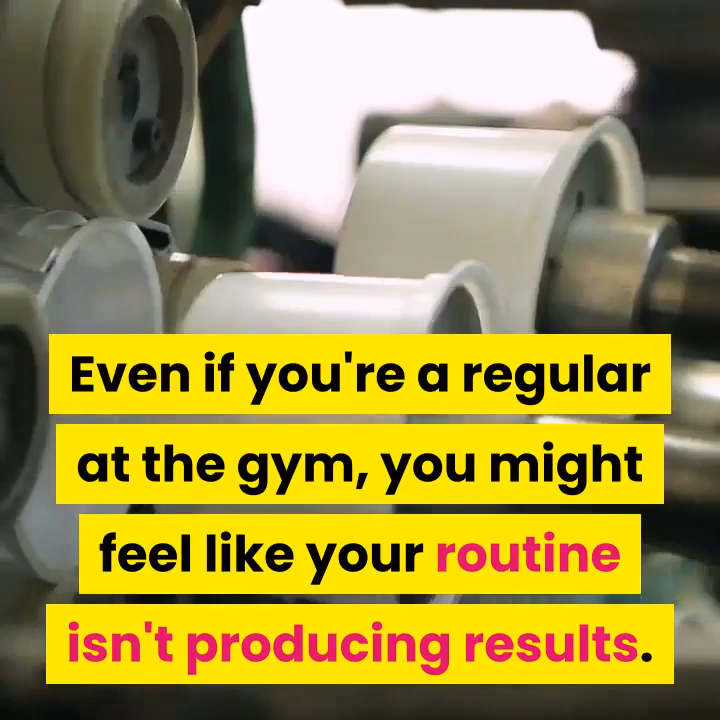 Even if you're a regular
at the gym, you might
feel like your routine
isn't producing results.